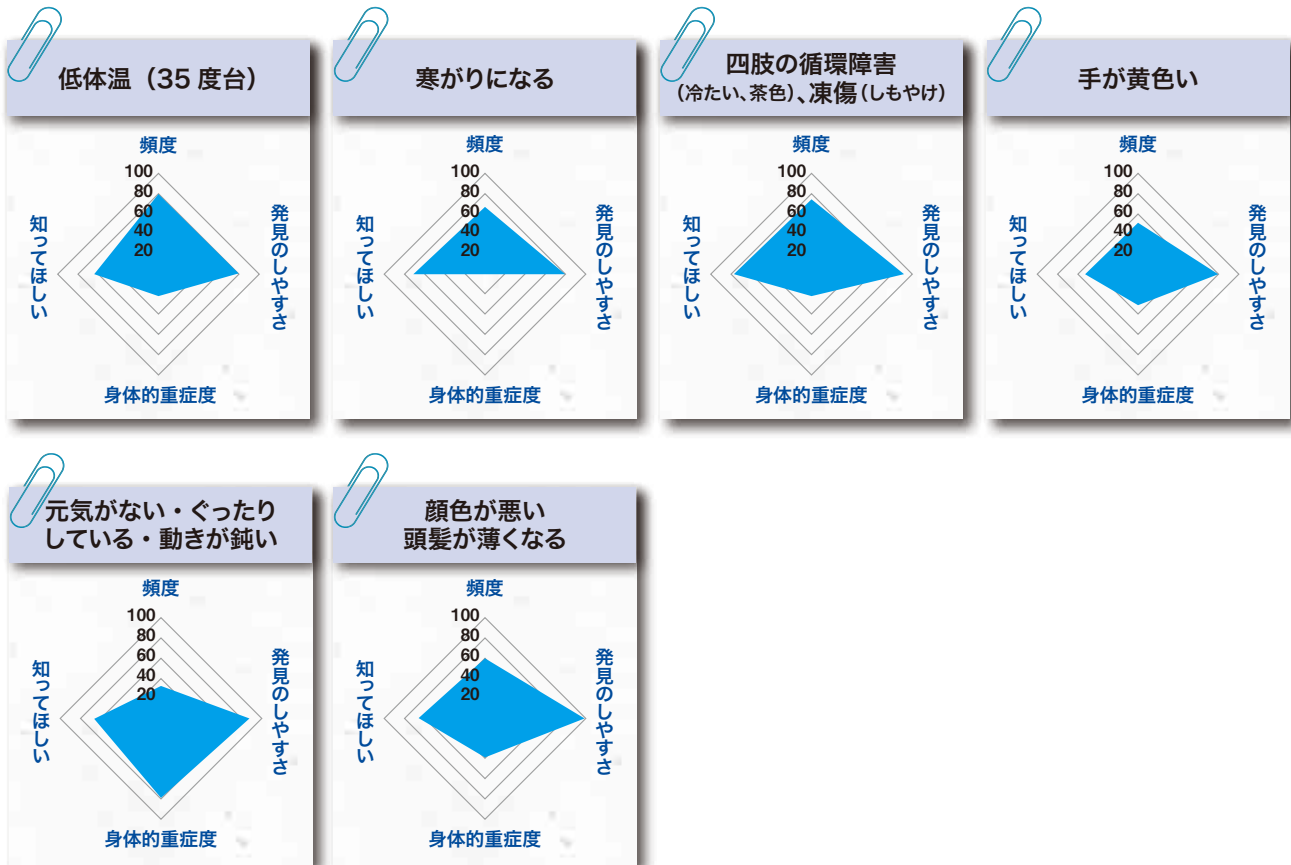 低体温（35 度台）
頻度
100
80
60
40
20
知ってほしい
発見のしやすさ
身体的重症度
寒がりになる
頻度
100
80
60
40
20
知ってほしい
発見のしやすさ
身体的重症度
四肢の循環障害
（冷たい、茶色）、凍傷（しもやけ）
頻度
100
80
60
40
20
知ってほしい
発見のしやすさ
身体的重症度
手が黄色い
頻度
100
80
60
40
20
知ってほしい
発見のしやすさ
身体的重症度
元気がない・ぐったり
している・動きが鈍い
頻度
100
80
60
40
20
知ってほしい
発見のしやすさ
身体的重症度
顔色が悪い
頭髪が薄くなる
頻度
100
80
60
40
20
知ってほしい
発見のしやすさ
身体的重症度